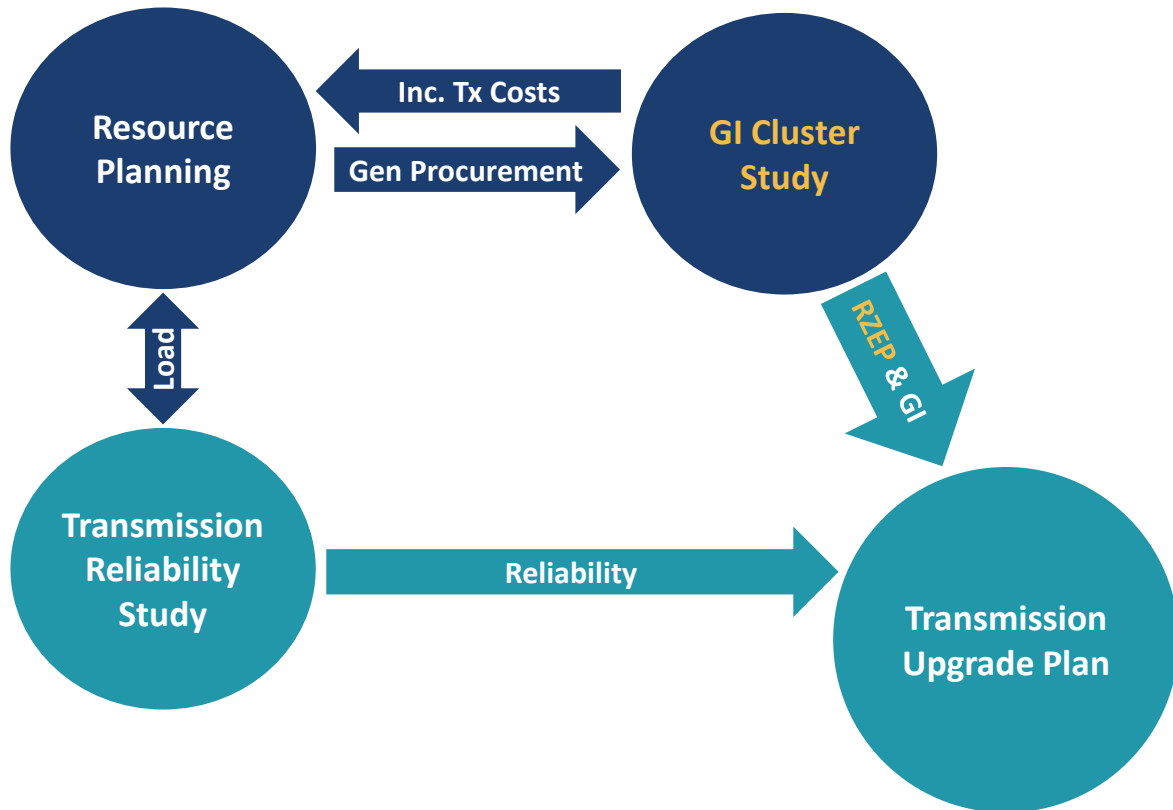 Resource
Planning
Inc. Tx Costs
Gen Procurement
GI Cluster
Study
Load
RZEP & GI
Transmission
Reliability
Study
Reliability
Transmission
Upgrade Plan